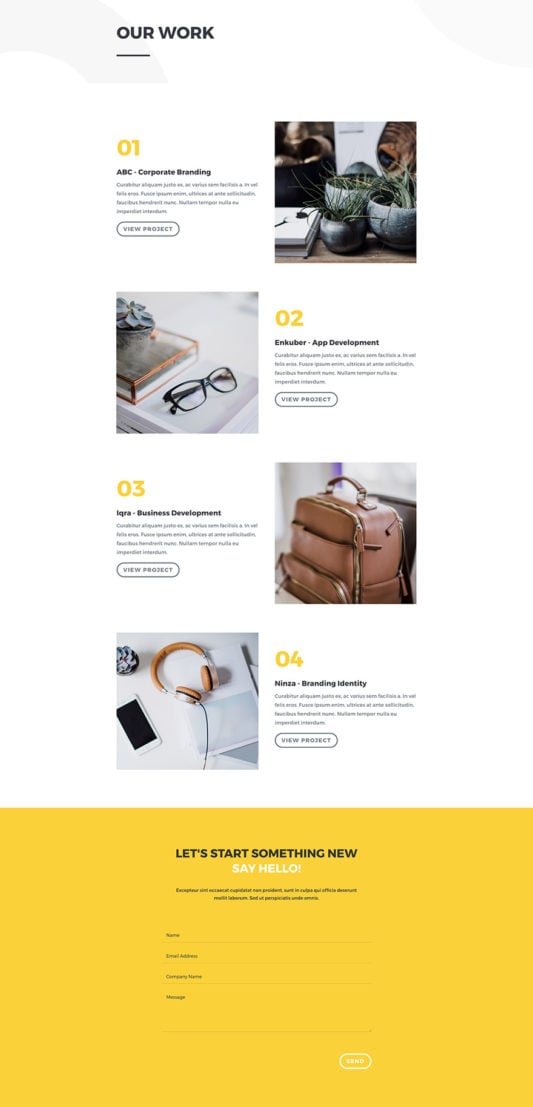 OUR WORK
01
ABC - Corporate Branding
Curabitur aliquam justo ex, ac varius sem facilisis a. In vel
felis eros. Fusce ipsum enim, ultrices at ante sollicitudin,
faucibus hendrerit nunc. Nullam tempor nulla eu
imperdiet interdum.
VIEW PROJECT
02
Enkuber - App Development
Curabitur aliquam justo ex, ac varius sem facilisis a. In vel
felis eros. Fusce ipsum enim, ultrices at ante sollicitudin,
faucibus hendrerit nunc. Nullam tempor nulla eu
imperdiet interdum.
VIEW PROJECT
03
Iqra - Business Development
Curabitur aliquam justo ex, ac varius sem facilisis a. In vel
felis eros. Fusce ipsum enim, ultrices at ante sollicitudin,
faucibus hendrerit nunc. Nullam tempor nulla eu
imperdiet interdum.
VIEW PROJECT
04
Ninza - Branding Identity
Curabitur aliquam justo ex, ac varius sem facilisis a. In vel
felis eros. Fusce ipsum enim, ultrices at ante sollicitudin,
faucibus hendrerit nunc. Nullam tempor nulla eu
imperdiet interdum.
VIEW PROJECT
LET'S START SOMETHING NEW
SAY HELLO!
Excepteur sint occaecat cupidatat non proident, sunt in culpa qui officia deserunt
mollit laborum. Sed ut perspiciatis unde omnis.
Name
Email Address
Company Name
Message
SEND